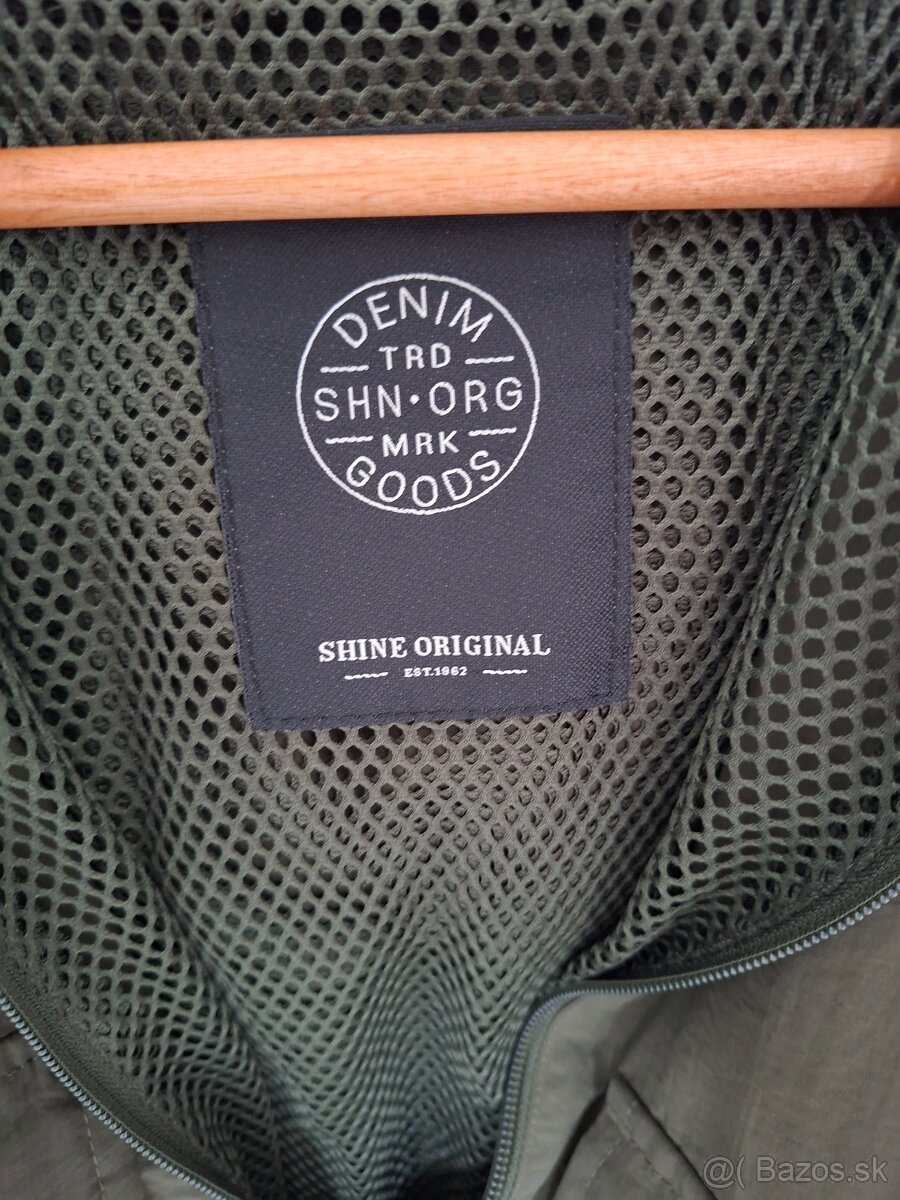 DENIM
TRD
SHN·ORG
MRK
GOODS
SHINE ORIGINAL
EST.1962
@( Bazos.sk